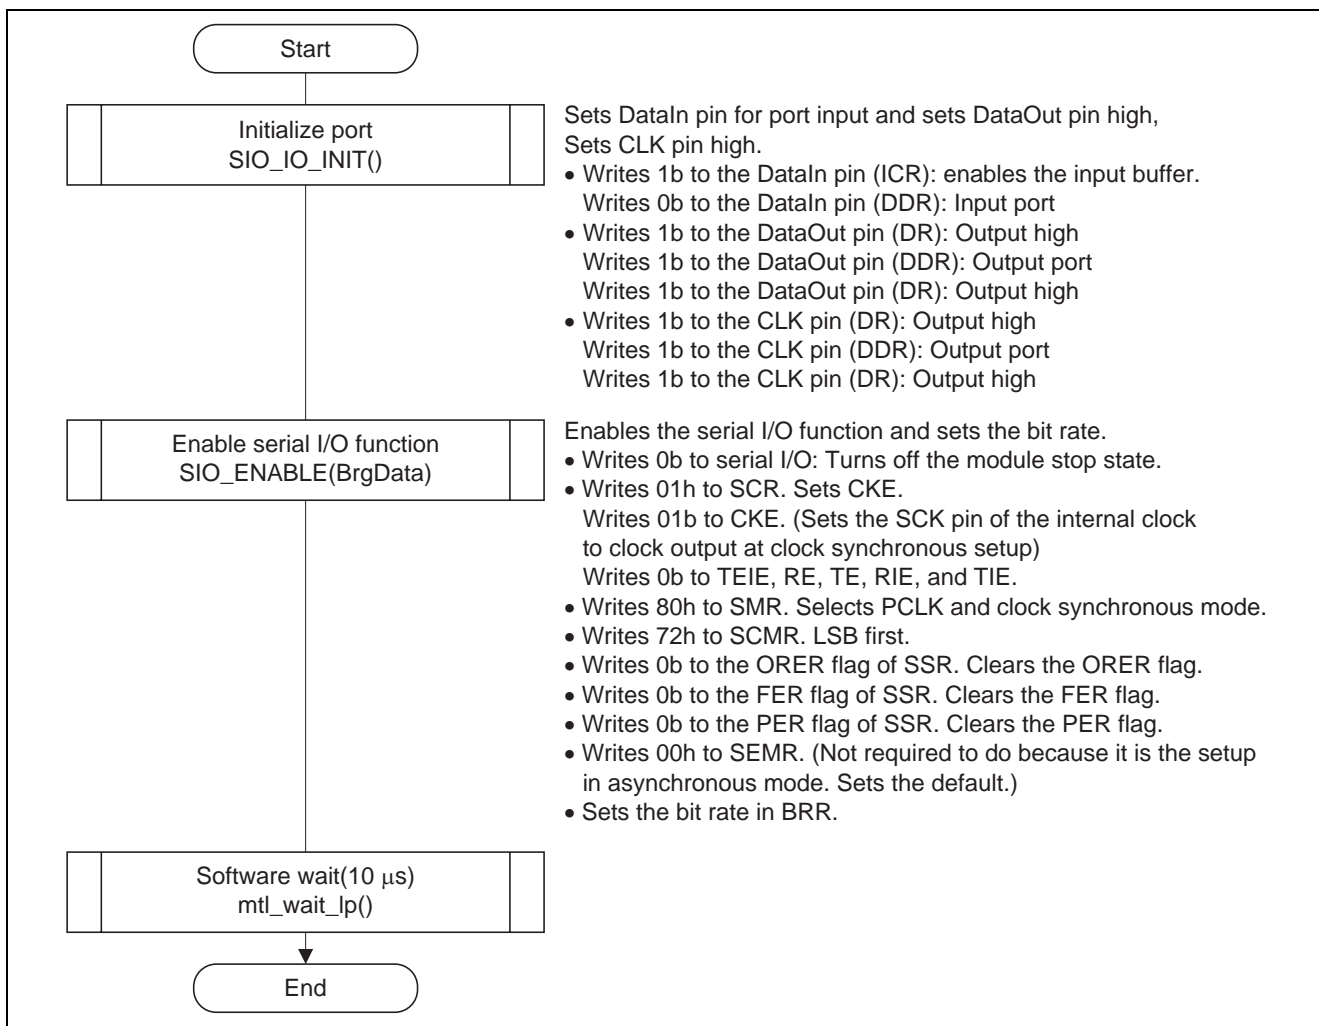 Start
Initialize port
SIO_IO_INIT()
Sets DataIn pin for port input and sets DataOut pin high,
Sets CLK pin high.
• Writes 1b to the DataIn pin (ICR): enables the input buffer.
Writes 0b to the DataIn pin (DDR): Input port
• Writes 1b to the DataOut pin (DR): Output high
Writes 1b to the DataOut pin (DDR): Output port
Writes 1b to the DataOut pin (DR): Output high
• Writes 1b to the CLK pin (DR): Output high
Writes 1b to the CLK pin (DDR): Output port
Writes 1b to the CLK pin (DR): Output high
Enable serial I/O function
SIO_ENABLE(BrgData)
Enables the serial I/O function and sets the bit rate.
• Writes 0b to serial I/O: Turns off the module stop state.
• Writes 01h to SCR. Sets CKE.
Writes 01b to CKE. (Sets the SCK pin of the internal clock
to clock output at clock synchronous setup)
Writes 0b to TEIE, RE, TE, RIE, and TIE.
• Writes 80h to SMR. Selects PCLK and clock synchronous mode.
• Writes 72h to SCMR. LSB first.
• Writes 0b to the ORER flag of SSR. Clears the ORER flag.
• Writes 0b to the FER flag of SSR. Clears the FER flag.
• Writes 0b to the PER flag of SSR. Clears the PER flag.
• Writes 00h to SEMR. (Not required to do because it is the setup
in asynchronous mode. Sets the default.)
• Sets the bit rate in BRR.
Software wait(10 μs)
mtl_wait_lp()
End